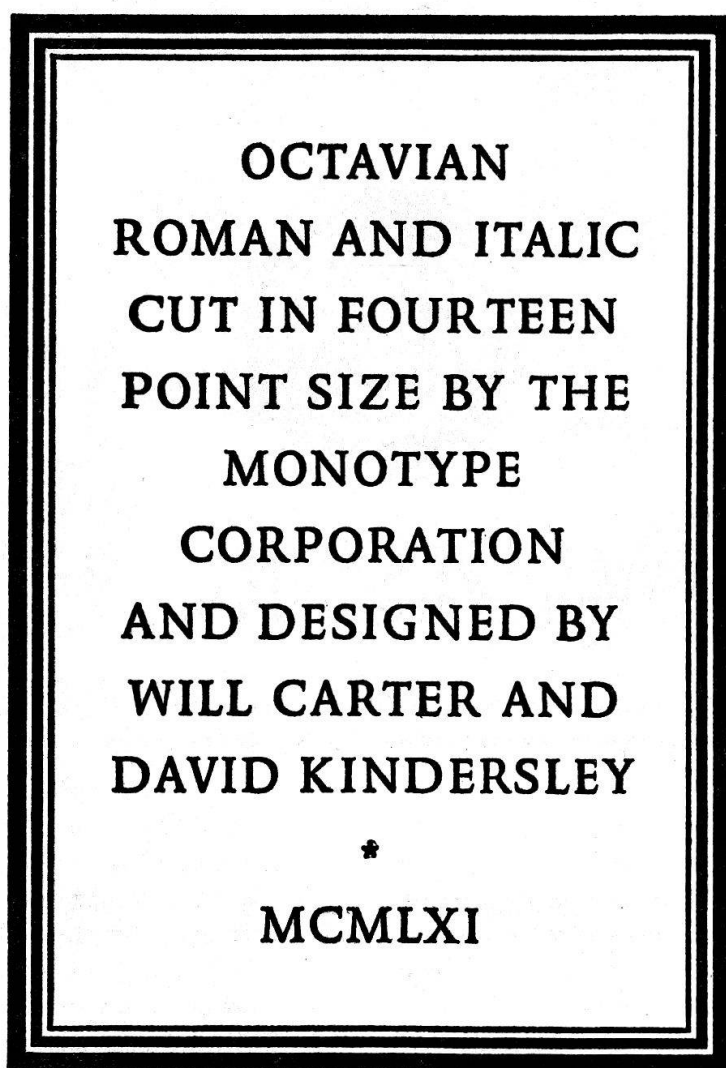 OCTAVIAN
ROMAN AND ITALIC
CUT IN FOURTEEN
POINT SIZE BY THE
MONOTYPE
CORPORATION
AND DESIGNED BY
WILL CARTER AND
DAVID KINDERSLEY
*
MCMLXI